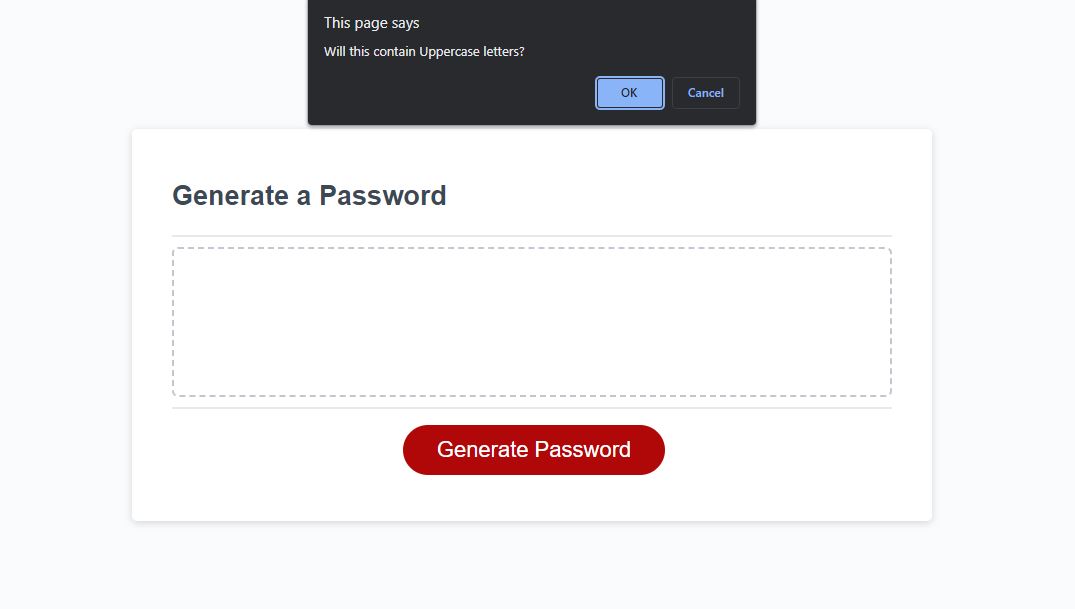 This page says
Will this contain Uppercase letters?
OK
Cancel
Generate a Password
Generate Password